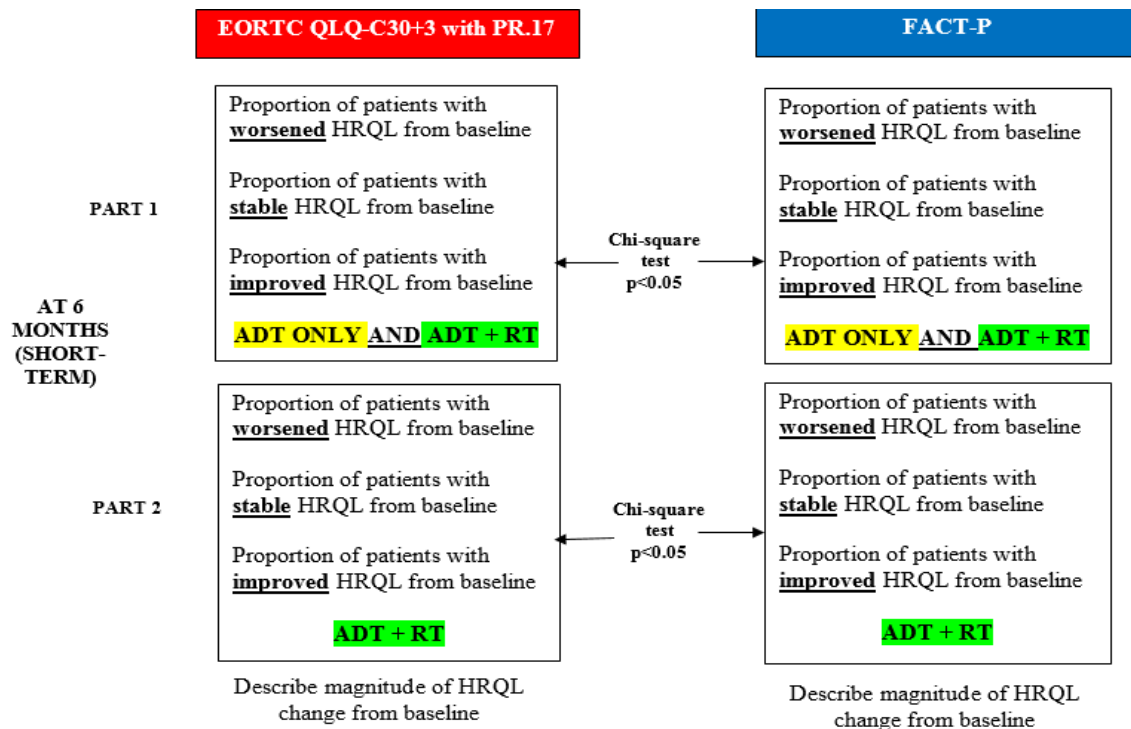 EORTC QLQ-C30+3 with PR.17
FACT-P
AT 6
MONTHS
(SHORT-
TERM)
PART 1
Proportion of patients with
worsened HRQL from baseline
Proportion of patients with
stable HRQL from baseline
Proportion of patients with
improved HRQL from baseline
ADT ONLY AND ADT + RT
Chi-square
test
p<0.05
Proportion of patients with
worsened HRQL from baseline
Proportion of patients with
stable HRQL from baseline
Proportion of patients with
improved HRQL from baseline
ADT ONLY AND ADT + RT
PART 2
Proportion of patients with
worsened HRQL from baseline
Proportion of patients with
stable HRQL from baseline
Proportion of patients with
improved HRQL from baseline
ADT + RT
Chi-square
test
p<0.05
Proportion of patients with
worsened HRQL from baseline
Proportion of patients with
stable HRQL from baseline
Proportion of patients with
improved HRQL from baseline
ADT + RT
Describe magnitude of HRQL
change from baseline
Describe magnitude of HRQL
change from baseline